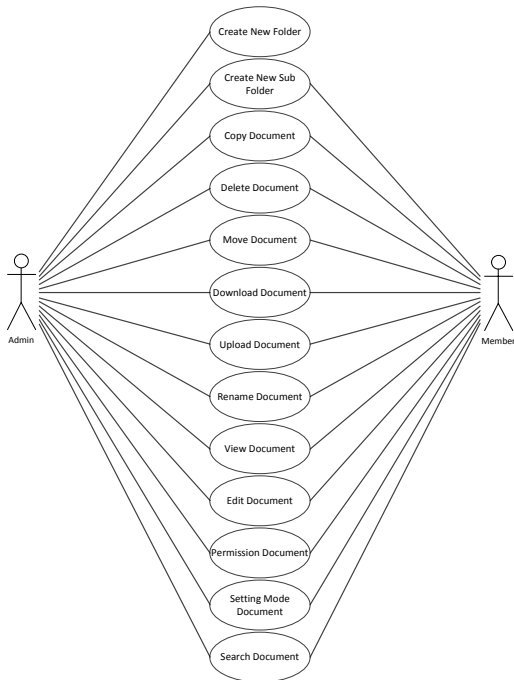 Create New Folder
Create New Sub
Folder
Copy Document
Delete Document
Move Document
Download Document
Upload Document
Rename Document
View Document
Edit Document
Permission Document
Setting Mode
Document
Search Document
Admin
Member